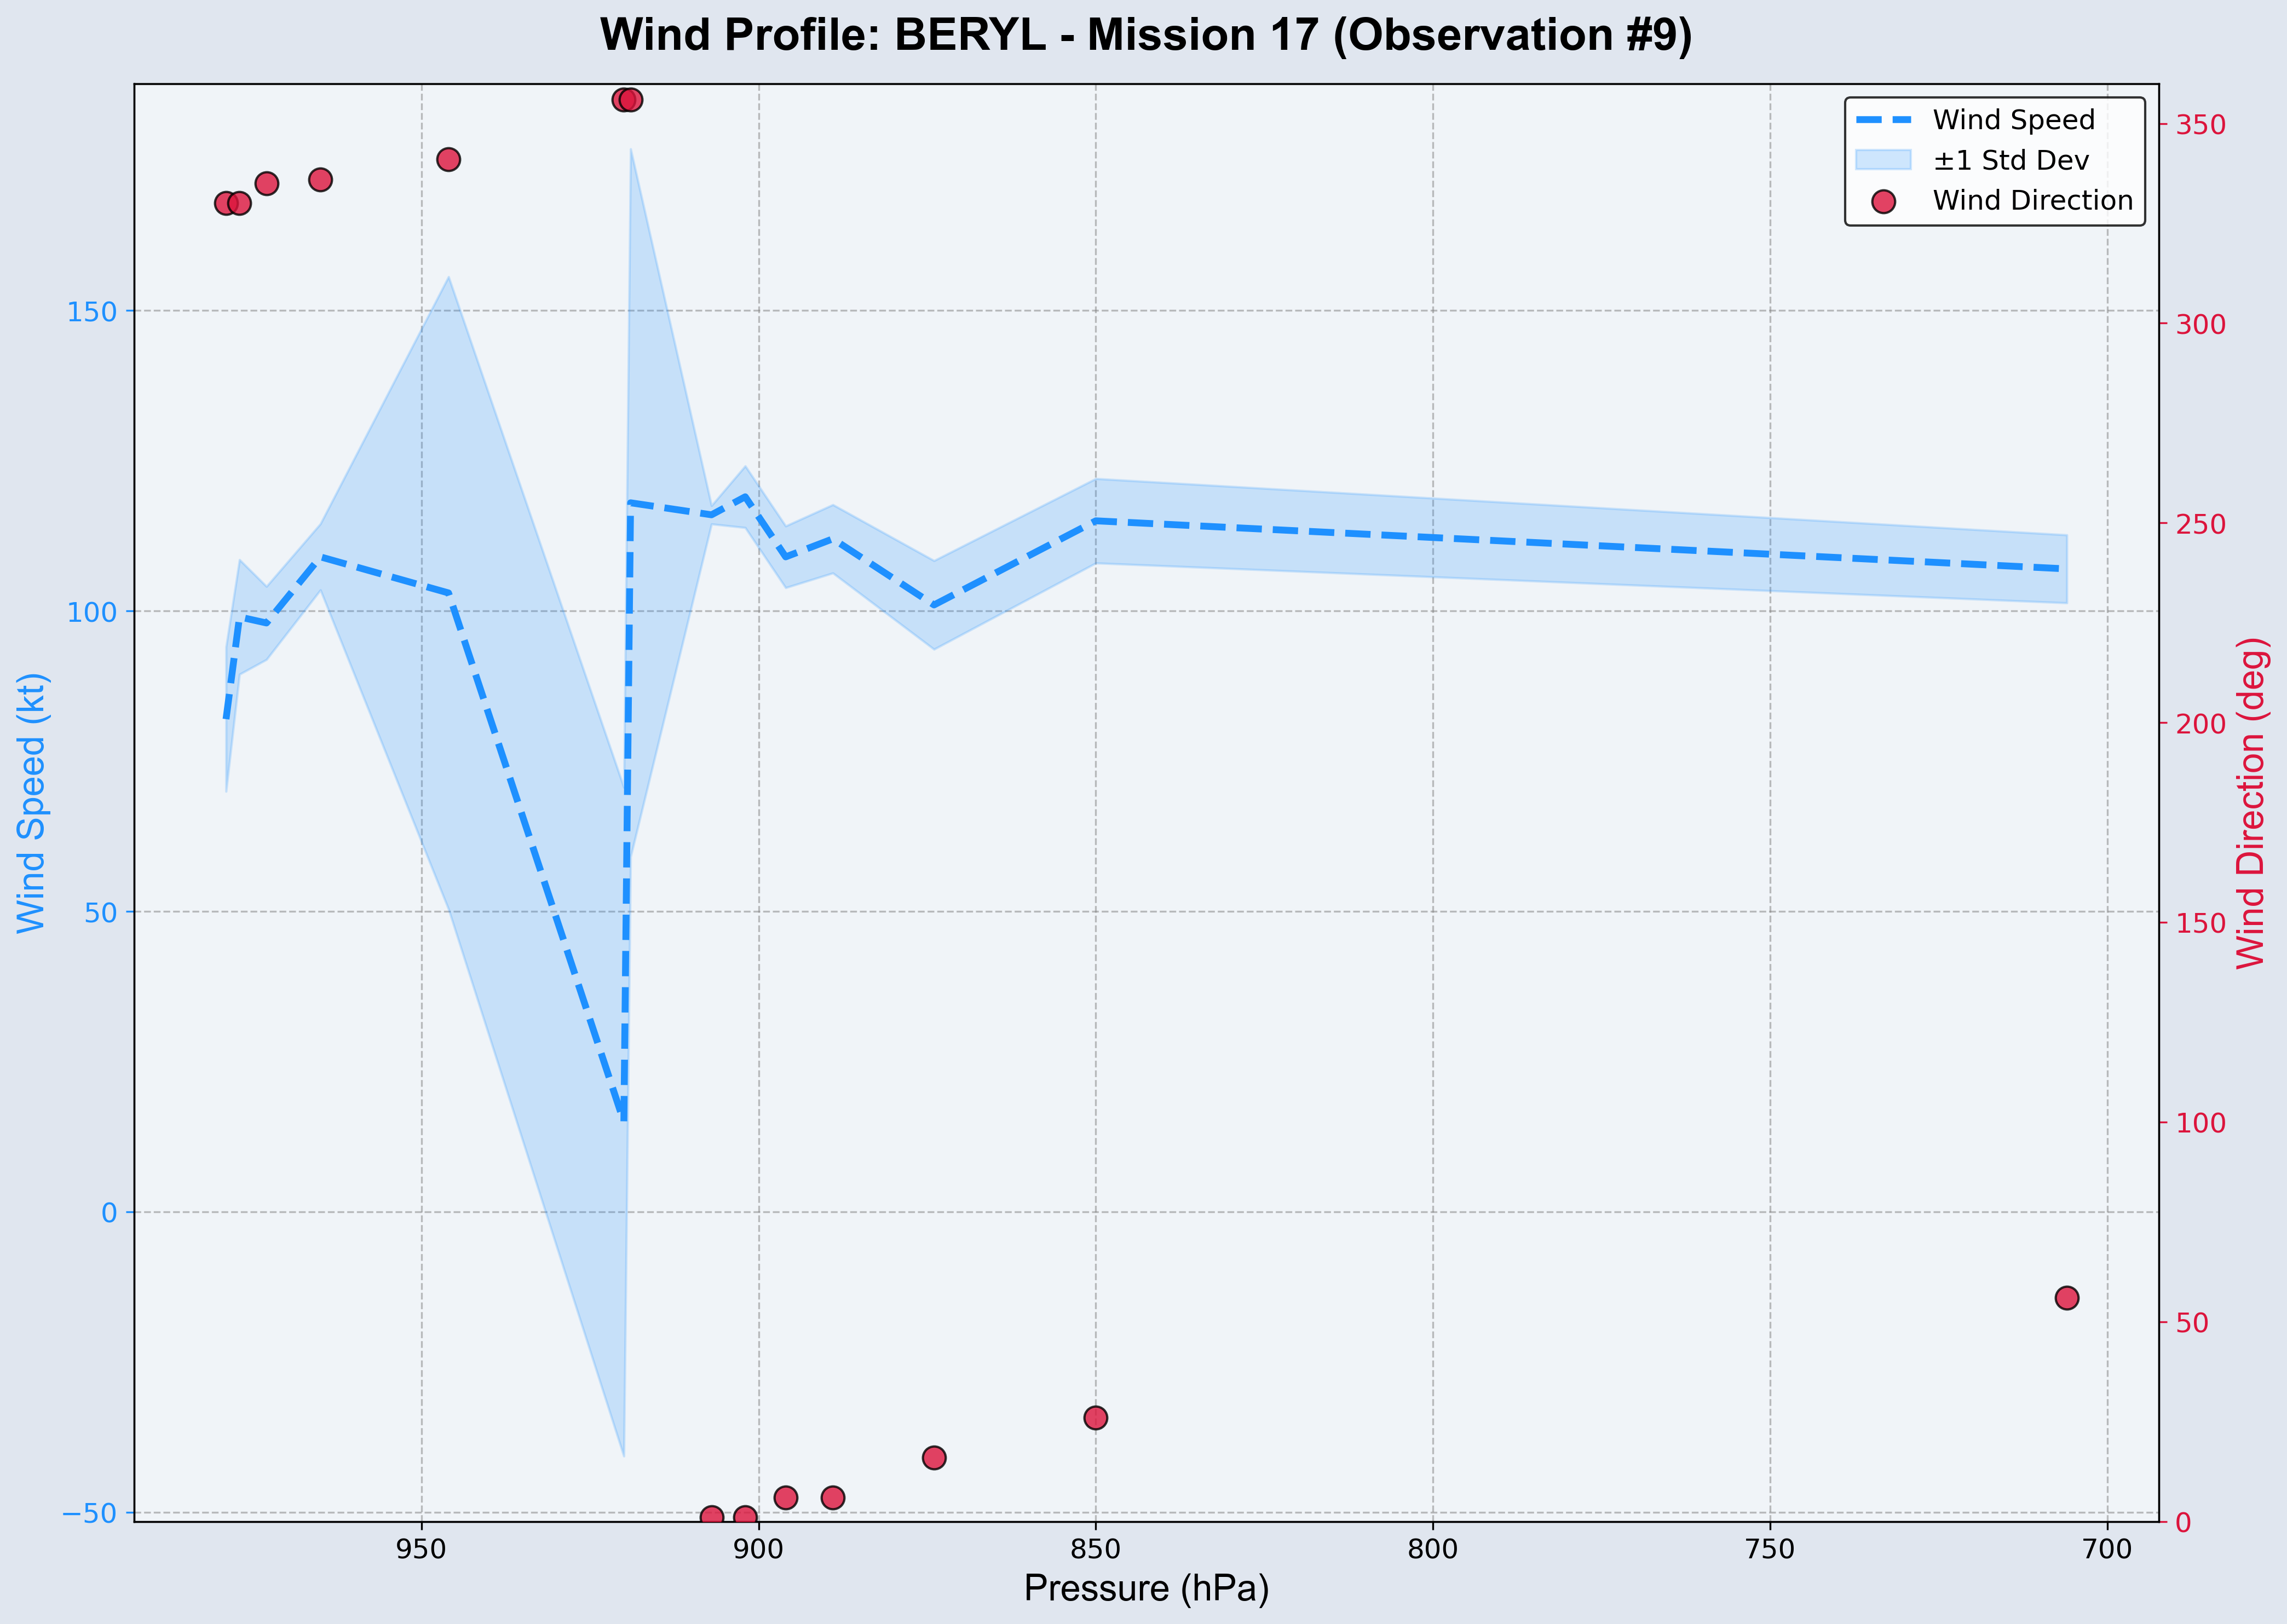 Wind Profile: BERYL - Mission 17 (Observation #9)
Wind Speed
±1 Std Dev
Wind Direction
150
100
50
0
−50
Wind Speed (kt)
350
300
250
200
150
100
50
0
Wind Direction (deg)
950
900
850
800
750
700
Pressure (hPa)